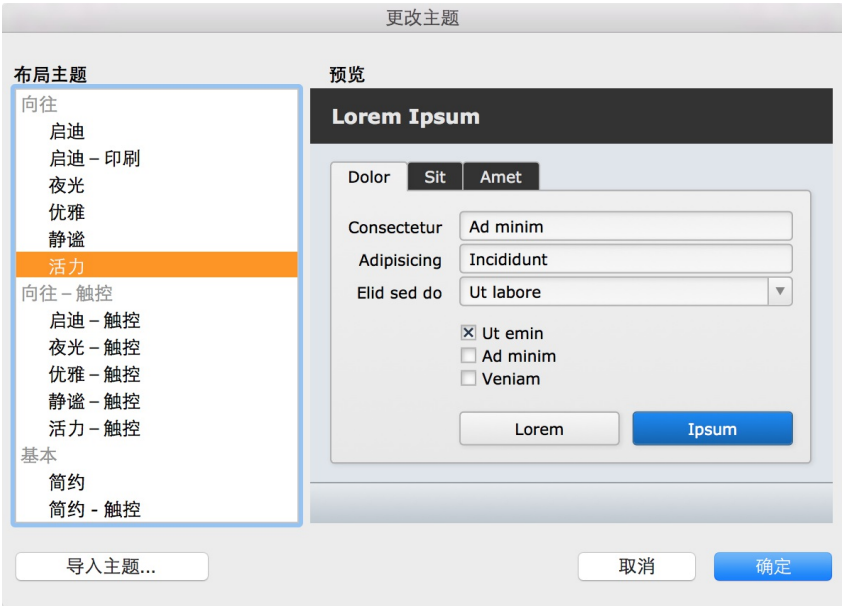 更改主题
布局主题
向往
启迪
启迪 – 印刷
夜光
优雅
静谧
活力
向往 – 触控
启迪 – 触控
夜光 – 触控
优雅 – 触控
静谧 – 触控
活力 – 触控
基本
简约
简约 - 触控
预览
Lorem Ipsum
Dolor Sit Amet
Consectetur Ad minim
Adipisicing Incididunt
Elid sed do Ut labore
Ut emin
Ad minim
Veniam
Lorem Ipsum
导入主题... 取消 确定